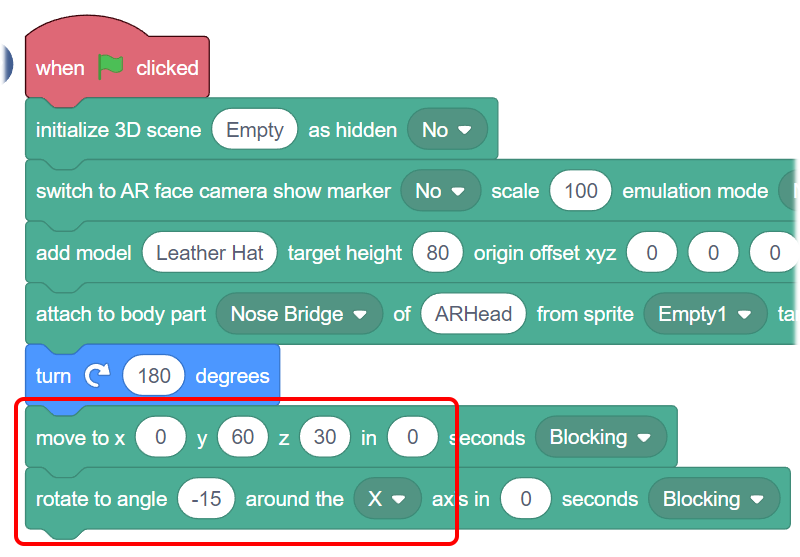 when clicked
initialize 3D scene Empty as hidden No
switch to AR face camera show marker No scale 100 emulation mode
add model Leather Hat target height 80 origin offset xyz 0 0 0
attach to body part Nose Bridge of ARHead from sprite Empty1
turn 180 degrees
move to x 0 y 60 z 30 in 0 seconds Blocking
rotate to angle -15 around the X axis in 0 seconds Blocking